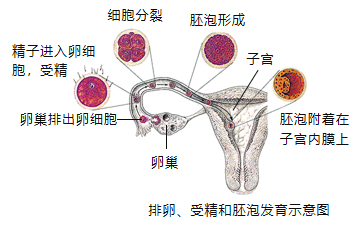 细胞分裂
胚泡形成
精子进入卵细
胞，受精
子宫
卵巢排出卵细胞
卵巢
胚泡附着在
子宫内膜上
排卵、受精和胚泡发育示意图